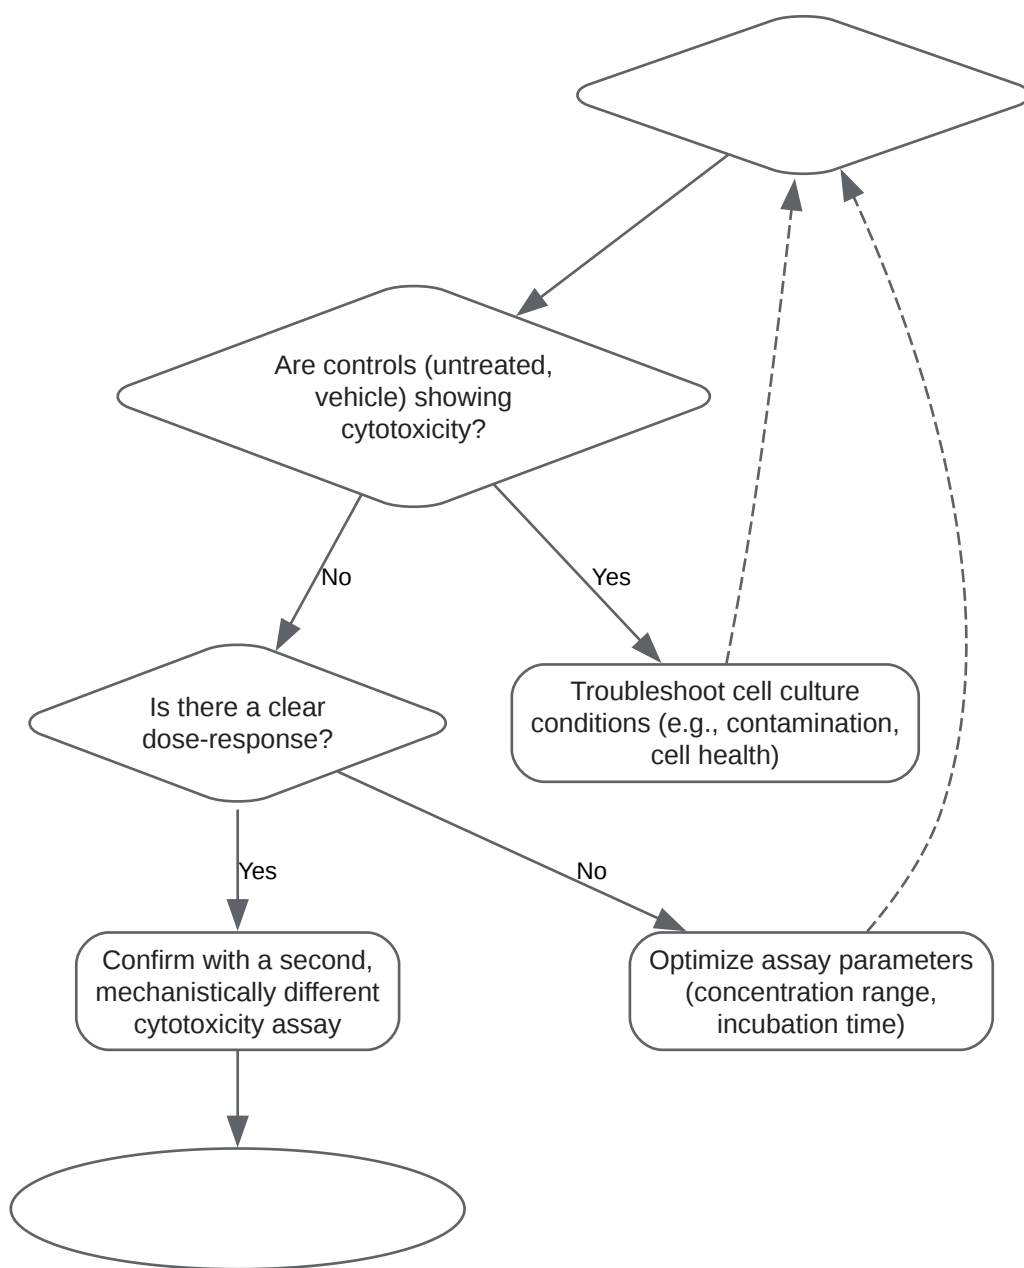 Are controls (untreated,
vehicle) showing
cytotoxicity?
No
Yes
Is there a clear
dose-response?
Troubleshoot cell culture
conditions (e.g., contamination,
cell health)
Yes
No
Confirm with a second,
mechanistically different
cytotoxicity assay
Optimize assay parameters
(concentration range,
incubation time)